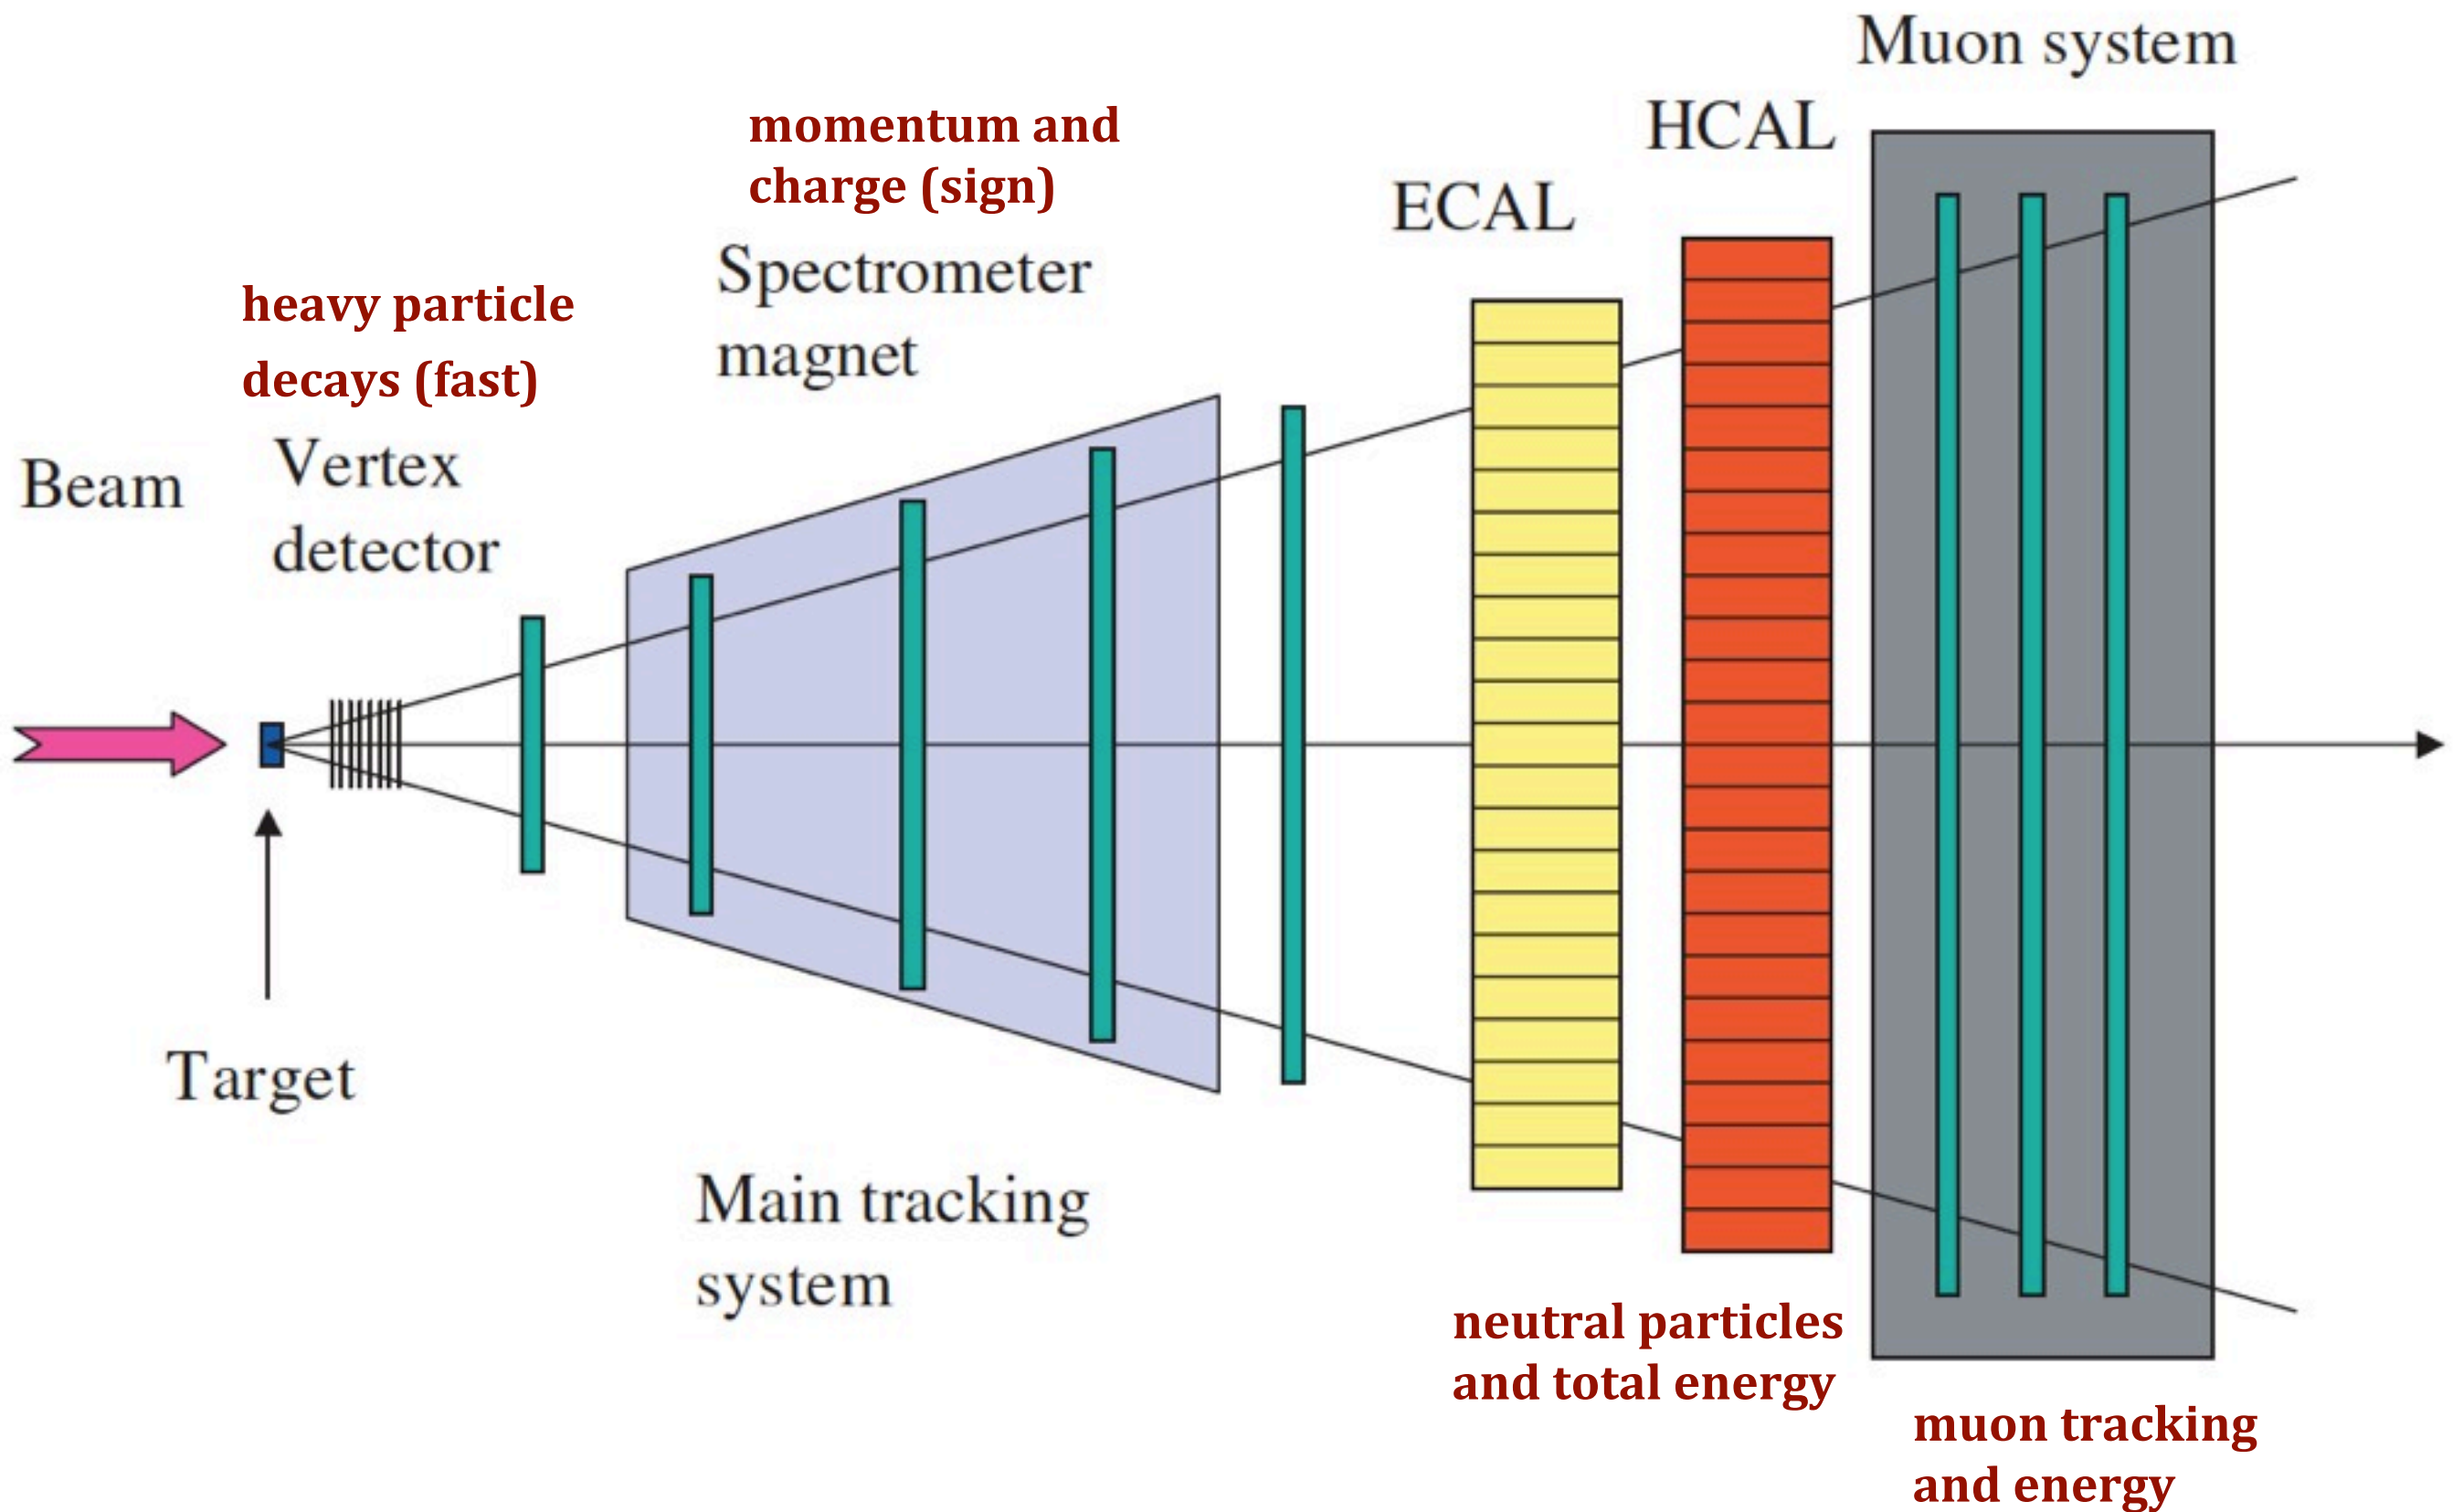 Muon system
HCAL
momentum and
charge (sign)
ECAL
Spectrometer
magnet
heavy particle
decays (fast)
Beam
Vertex
detector
Target
Main tracking
system
neutral particles
and total energy
muon tracking
and energy